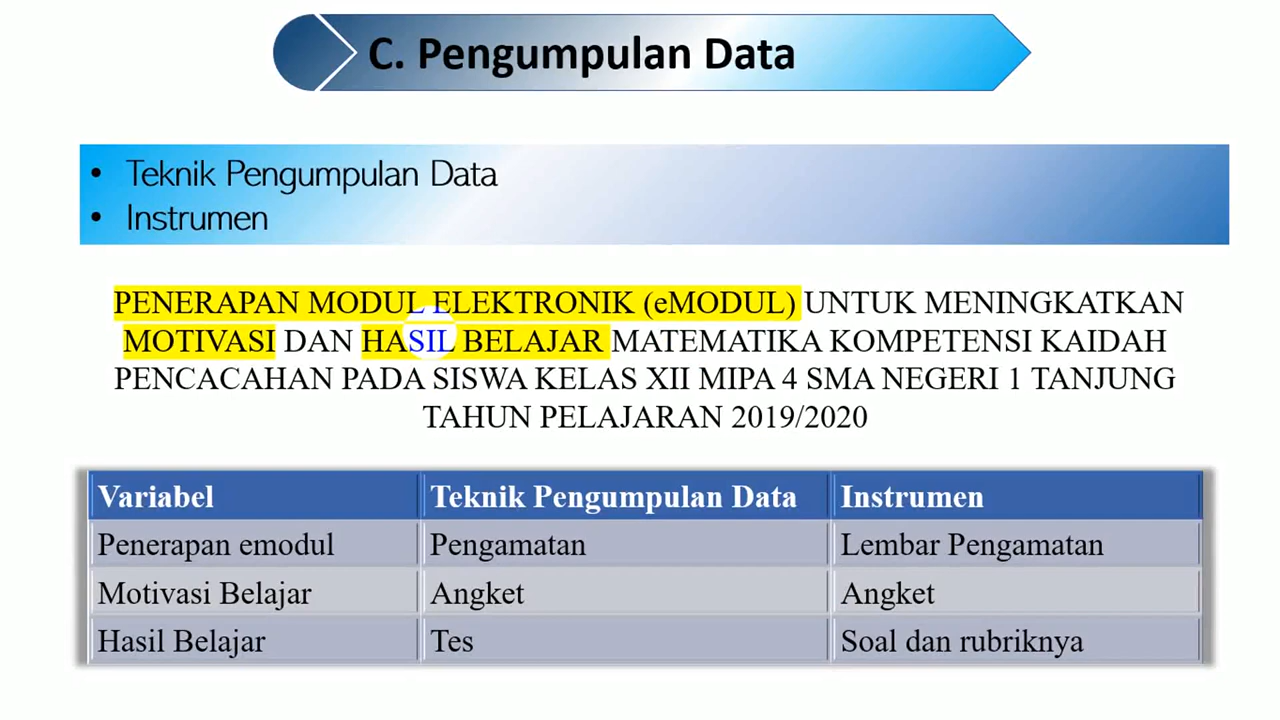 C. Pengumpulan Data
• Teknik Pengumpulan Data
• Instrumen
PENERAPAN MODUL ELEKTRONIK (eMODUL) UNTUK MENINGKATKAN
MOTIVASI DAN HASIL BELAJAR MATEMATIKA KOMPETENSI KAIDAH
PENCACAHAN PADA SISWA KELAS XII MIPA 4 SMA NEGERI 1 TANJUNG
TAHUN PELAJARAN 2019/2020
Variabel Teknik Pengumpulan Data Instrumen
Penerapan emodul Pengamatan Lembar Pengamatan
Motivasi Belajar Angket Angket
Hasil Belajar Tes Soal dan rubriknya